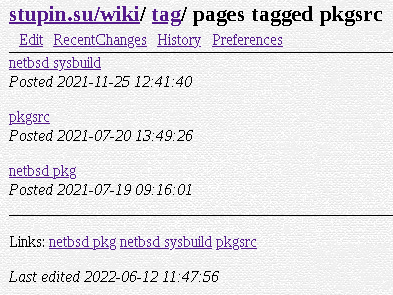 stupin.su/wiki/ tag/ pages tagged pkgsrc
Edit RecentChanges History Preferences
netbsd sysbuild
Posted 2021-11-25 12:41:40
pkgsrc
Posted 2021-07-20 13:49:26
netbsd pkg
Posted 2021-07-19 09:16:01
Links: netbsd pkg netbsd sysbuild pkgsrc
Last edited 2022-06-12 11:47:56